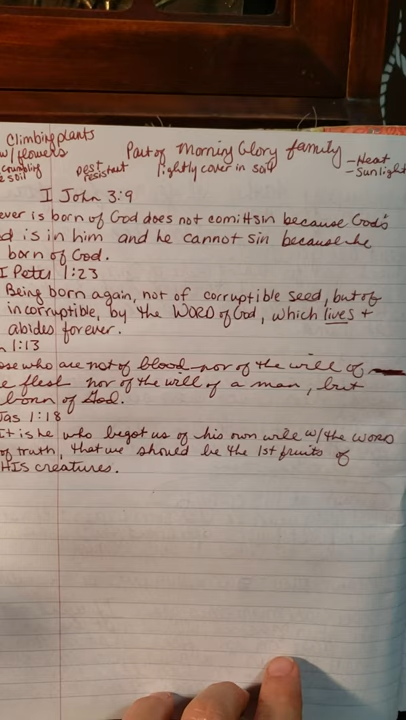 Climbing plants
w/flowers
Part of Morning Glory family
- Heat
crumbling
pest
resistant
lightly cover in soil
- Sunlight
soil
I John 3:9
ever is born of God does not comitt sin because God's
d is in him and he cannot sin because he
born of God.
I Peter 1:23
Being born again, not of corruptible seed, but of
incorruptible, by the WORD of God, which lives +
abides forever.
n 1:13
ose who are not of blood nor of the will of
e flesh nor of the will of a man, but
born of God.
Jas 1:18
It is he who begot us of his own will w/the WORD
of truth, that we should be the 1st fruits of
HIS creatures.